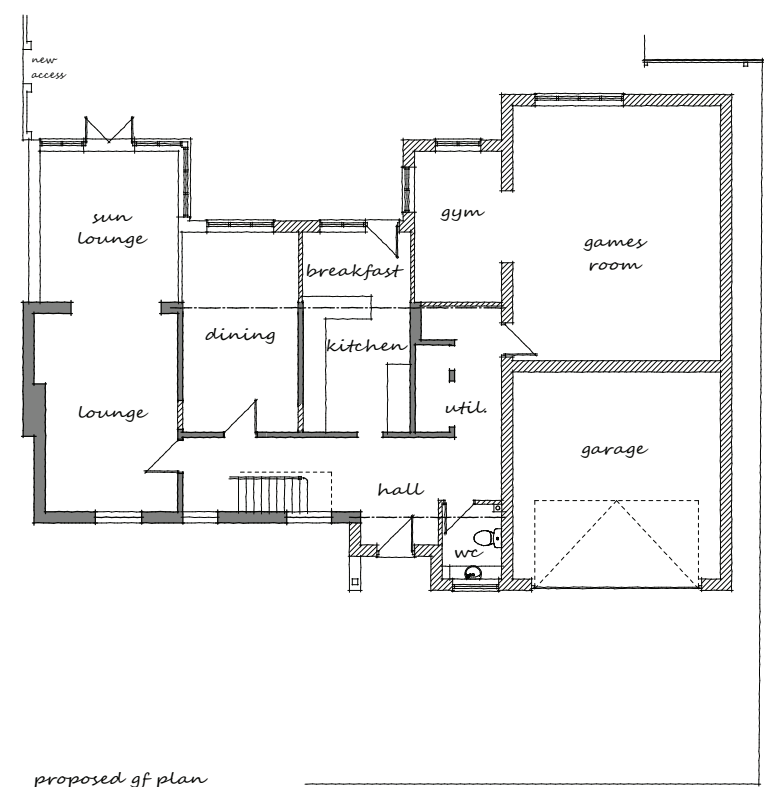 new
access
sun
lounge
gym
games
room
breakfast
dining
kitchen
lounge
util.
garage
hall
wc
proposed gf plan